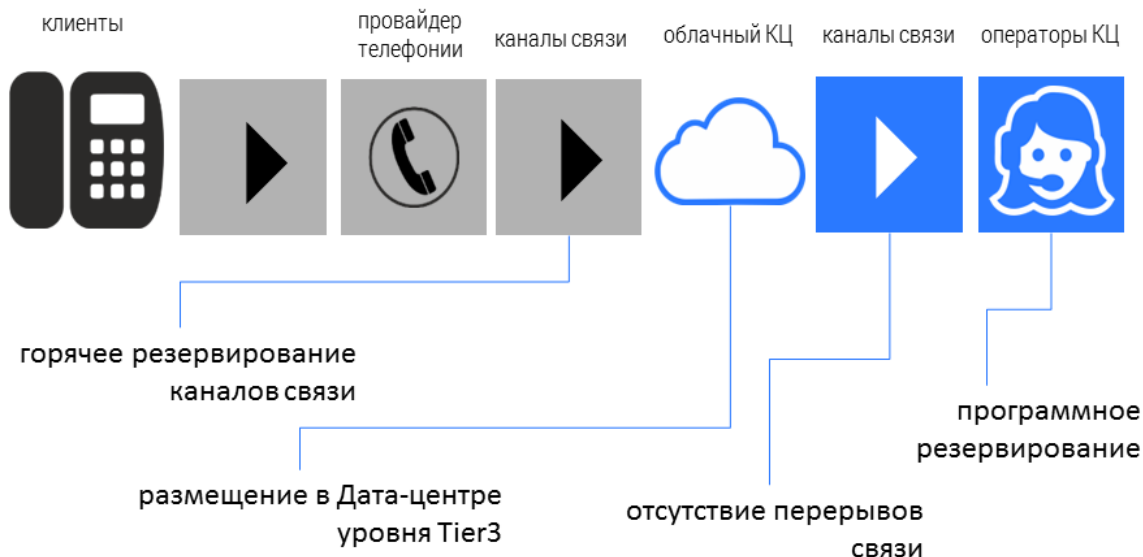 клиенты
провайдер
телефонии
каналы связи
облачный КЦ
каналы связи
операторы КЦ
горячее резервирование
каналов связи
размещение в Дата-центре
уровня Tier3
отсутствие перерывов
связи
программное
резервирование